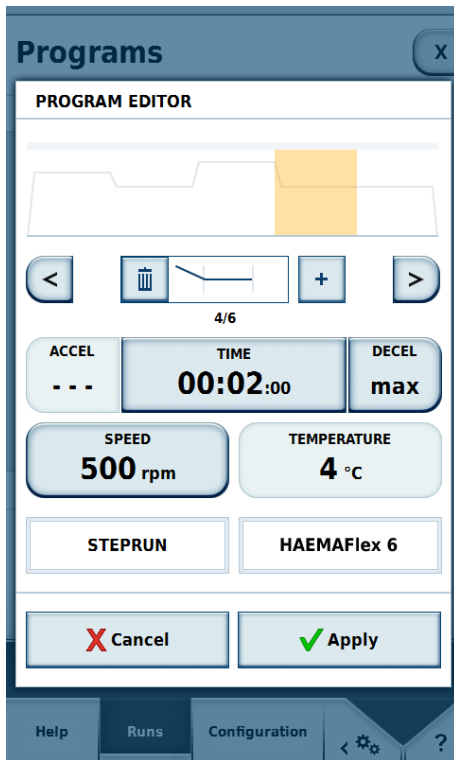 Programs
X
PROGRAM EDITOR
<
+
>
4/6
ACCEL
TIME
DECEL
- - -
00:02:00
max
SPEED
TEMPERATURE
500 rpm
4 °C
STEPRUN
HAEMAFlex 6
Cancel
Apply
Help
Runs
Configuration
<
?